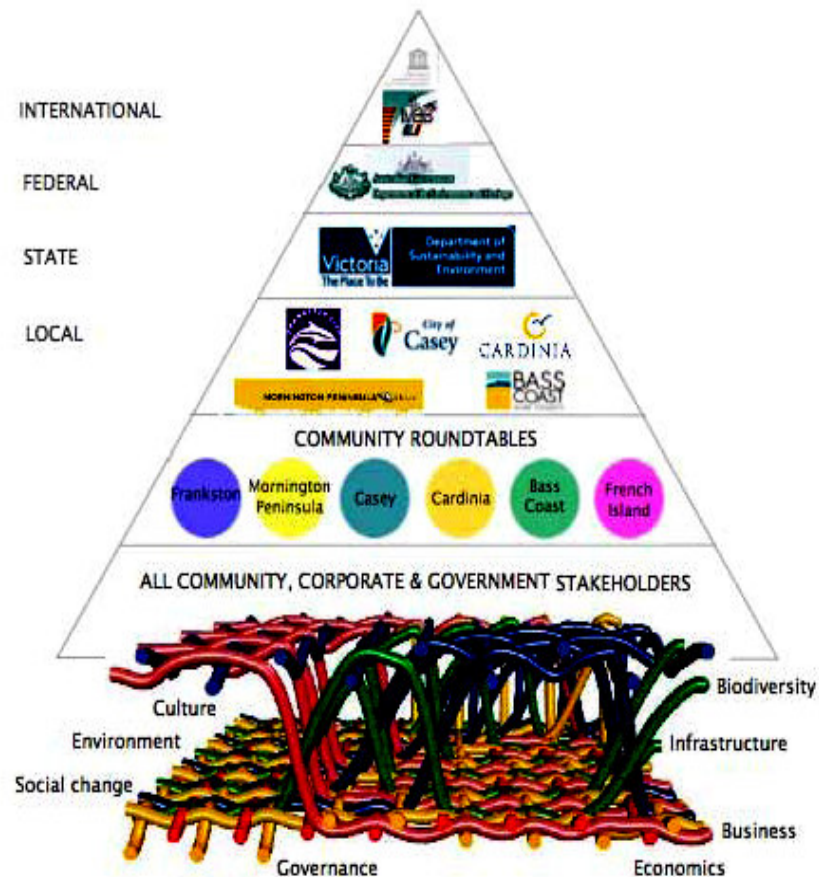 INTERNATIONAL
FEDERAL
STATE
Victoria
The Place To Be
Department of
Sustainability and
Environment
LOCAL
City of
Casey
CARDINIA
MORNINGTON PENINSULA
BASS
COAST
COMMUNITY ROUNDTABLES
Frankston
Mornington
Peninsula
Casey
Cardinia
Bass
Coast
French
Island
ALL COMMUNITY, CORPORATE & GOVERNMENT STAKEHOLDERS
Culture
Biodiversity
Environment
Infrastructure
Social change
Business
Governance
Economics